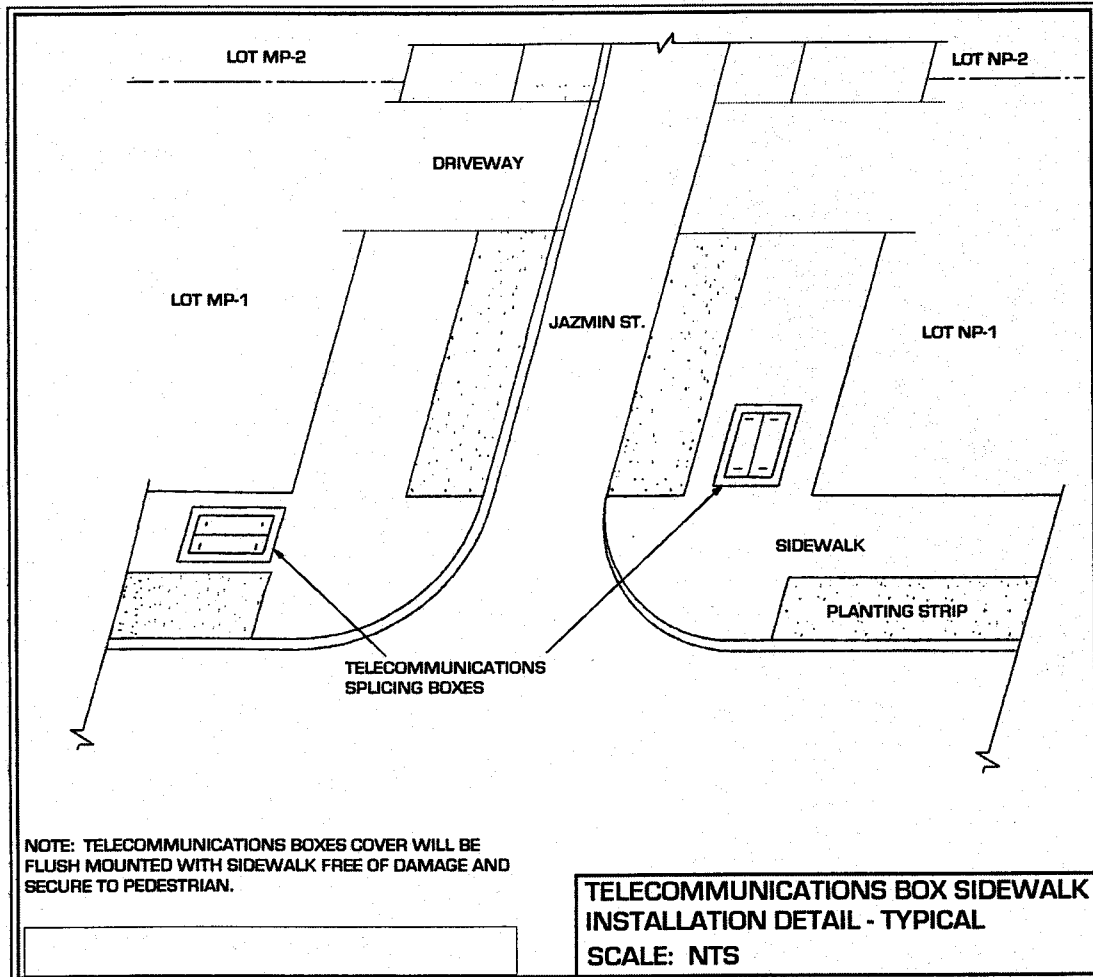 LOT MP-2
LOT NP-2
DRIVEWAY
LOT MP-1
JAZMIN ST.
LOT NP-1
SIDEWALK
PLANTING STRIP
TELECOMMUNICATIONS
SPLICING BOXES
NOTE: TELECOMMUNICATIONS BOXES COVER WILL BE
FLUSH MOUNTED WITH SIDEWALK FREE OF DAMAGE AND
SECURE TO PEDESTRIAN.
TELECOMMUNICATIONS BOX SIDEWALK
INSTALLATION DETAIL - TYPICAL
SCALE: NTS